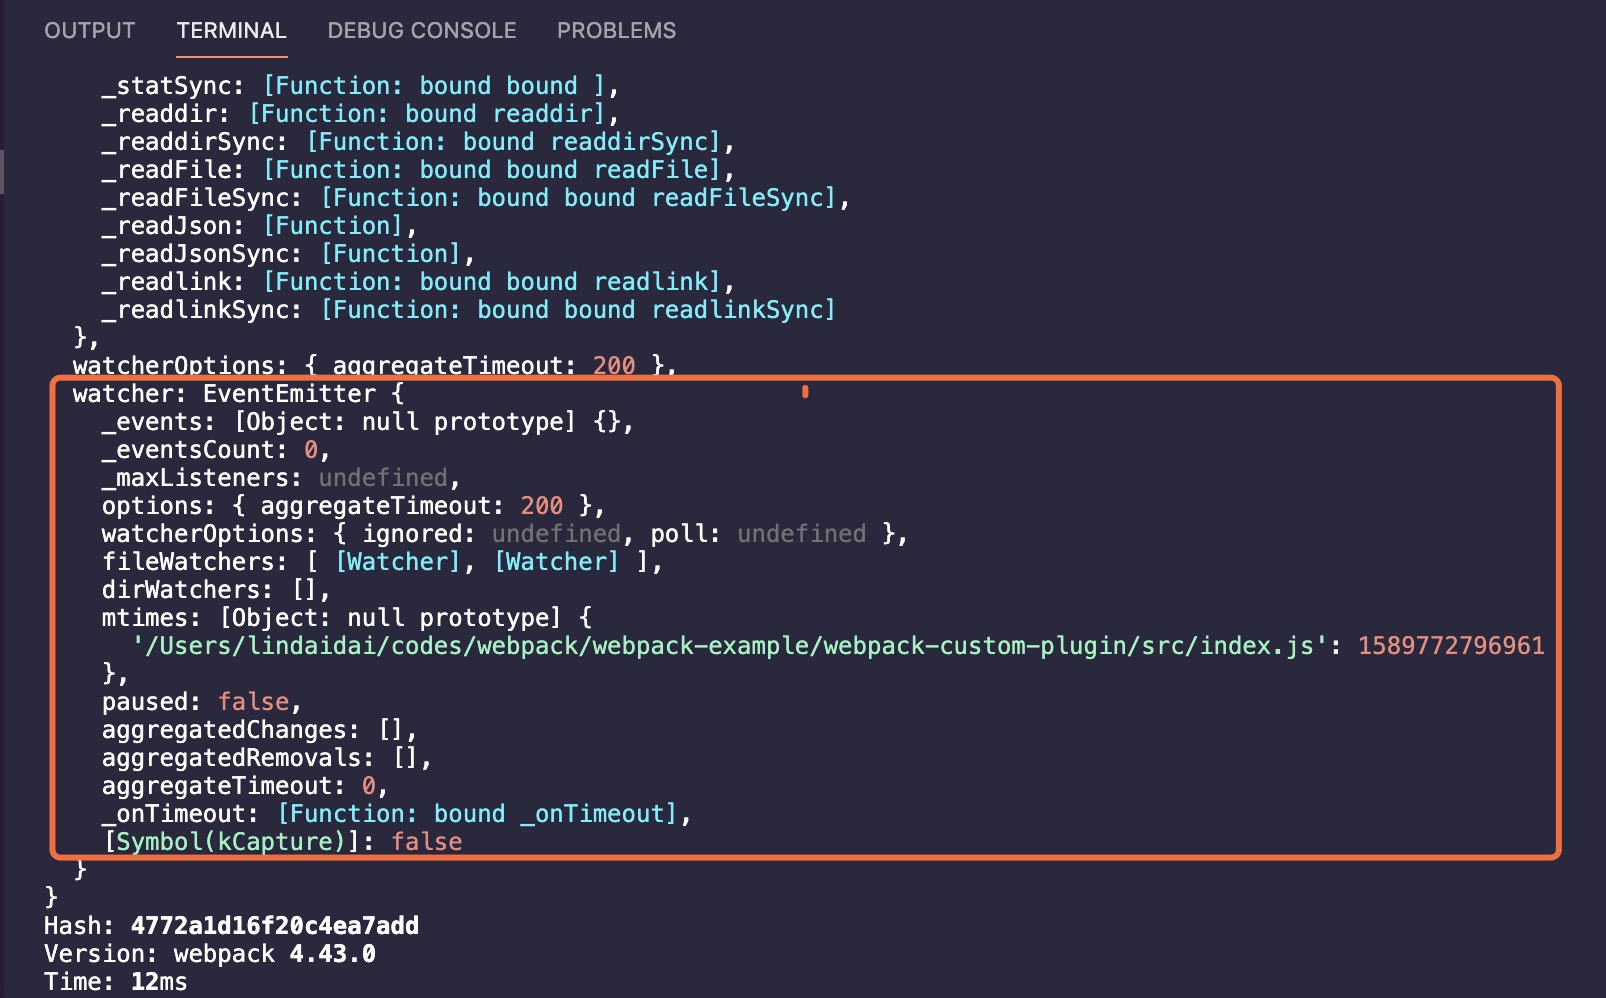 OUTPUT TERMINAL DEBUG CONSOLE PROBLEMS
_statSync: [Function: bound bound ],
_readdir: [Function: bound readdir],
_readdirSync: [Function: bound readdirSync],
_readFile: [Function: bound bound readFile],
_readFileSync: [Function: bound bound readFileSync],
_readJson: [Function],
_readJsonSync: [Function],
_readlink: [Function: bound bound readlink],
_readlinkSync: [Function: bound bound readlinkSync]
},
watcherOptions: { aggregateTimeout: 200 },
watcher: EventEmitter {
_events: [Object: null prototype] {},
_eventsCount: 0,
_maxListeners: undefined,
options: { aggregateTimeout: 200 },
watcherOptions: { ignored: undefined, poll: undefined },
fileWatchers: [ [Watcher], [Watcher] ],
dirWatchers: [],
mtimes: [Object: null prototype] {
'/Users/lindaidai/codes/webpack/webpack-example/webpack-custom-plugin/src/index.js': 1589772796961
},
paused: false,
aggregatedChanges: [],
aggregatedRemovals: [],
aggregateTimeout: 0,
_onTimeout: [Function: bound _onTimeout],
[Symbol(kCapture)]: false
}
}
Hash: 4772a1d16f20c4ea7add
Version: webpack 4.43.0
Time: 12ms